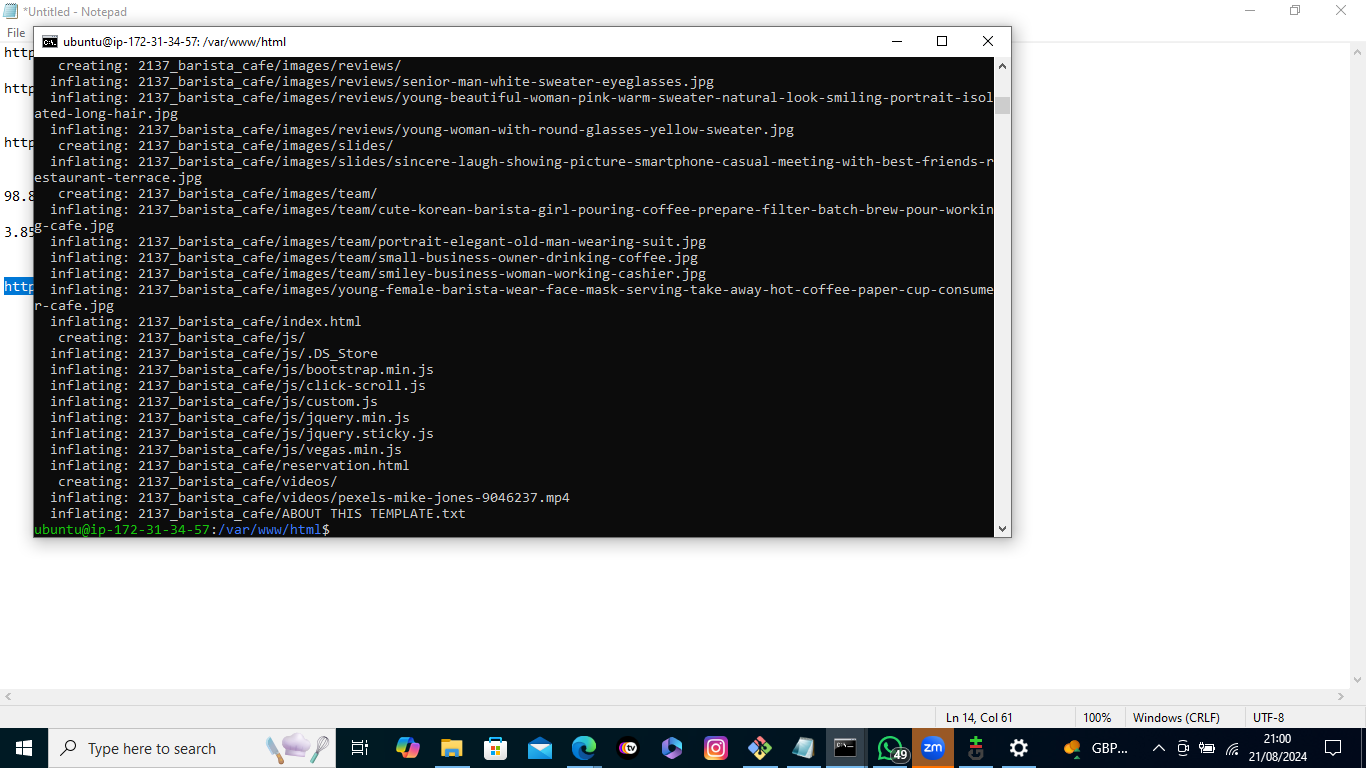 *Untitled - Notepad
File
ubuntu@ip-172-31-34-57: /var/www/html
http
http
http
98.8
3.85
http
creating: 2137_barista_cafe/images/reviews/
inflating: 2137_barista_cafe/images/reviews/senior-man-white-sweater-eyeglasses.jpg
inflating: 2137_barista_cafe/images/reviews/young-beautiful-woman-pink-warm-sweater-natural-look-smiling-portrait-isol
ated-long-hair.jpg
inflating: 2137_barista_cafe/images/reviews/young-woman-with-round-glasses-yellow-sweater.jpg
creating: 2137_barista_cafe/images/slides/
inflating: 2137_barista_cafe/images/slides/sincere-laugh-showing-picture-smartphone-casual-meeting-with-best-friends-r
estaurant-terrace.jpg
creating: 2137_barista_cafe/images/team/
inflating: 2137_barista_cafe/images/team/cute-korean-barista-girl-pouring-coffee-prepare-filter-batch-brew-pour-workin
g-cafe.jpg
inflating: 2137_barista_cafe/images/team/portrait-elegant-old-man-wearing-suit.jpg
inflating: 2137_barista_cafe/images/team/small-business-owner-drinking-coffee.jpg
inflating: 2137_barista_cafe/images/team/smiley-business-woman-working-cashier.jpg
inflating: 2137_barista_cafe/images/young-female-barista-wear-face-mask-serving-take-away-hot-coffee-paper-cup-consume
r-cafe.jpg
inflating: 2137_barista_cafe/index.html
creating: 2137_barista_cafe/js/
inflating: 2137_barista_cafe/js/.DS_Store
inflating: 2137_barista_cafe/js/bootstrap.min.js
inflating: 2137_barista_cafe/js/click-scroll.js
inflating: 2137_barista_cafe/js/custom.js
inflating: 2137_barista_cafe/js/jquery.min.js
inflating: 2137_barista_cafe/js/jquery.sticky.js
inflating: 2137_barista_cafe/js/vegas.min.js
inflating: 2137_barista_cafe/reservation.html
creating: 2137_barista_cafe/videos/
inflating: 2137_barista_cafe/videos/pexels-mike-jones-9046237.mp4
inflating: 2137_barista_cafe/ABOUT THIS TEMPLATE.txt
ubuntu@ip-172-31-34-57:/var/www/html$
Ln 14, Col 61 100% Windows (CRLF) UTF-8
Type here to search
tv
49
zm
GBP...
21:00
21/08/2024